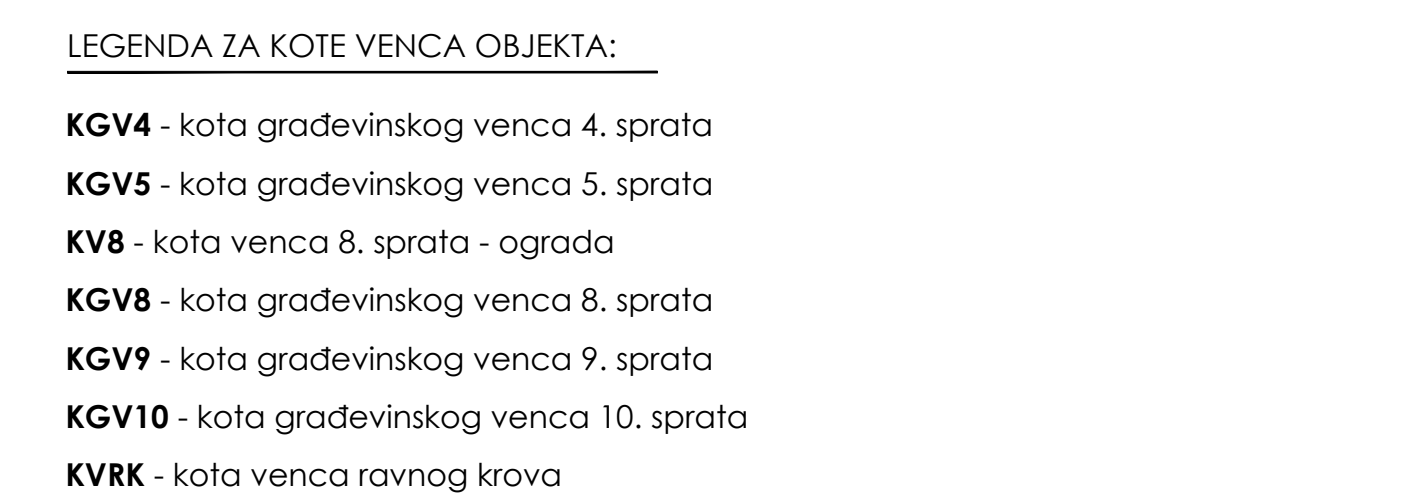 LEGENDA ZA KOTE VENCA OBJEKTA:
KGV4 - kota građevinskog venca 4. sprata
KGV5 - kota građevinskog venca 5. sprata
KV8 - kota venca 8. sprata - ograda
KGV8 - kota građevinskog venca 8. sprata
KGV9 - kota građevinskog venca 9. sprata
KGV10 - kota građevinskog venca 10. sprata
KVRK - kota venca ravnog krova